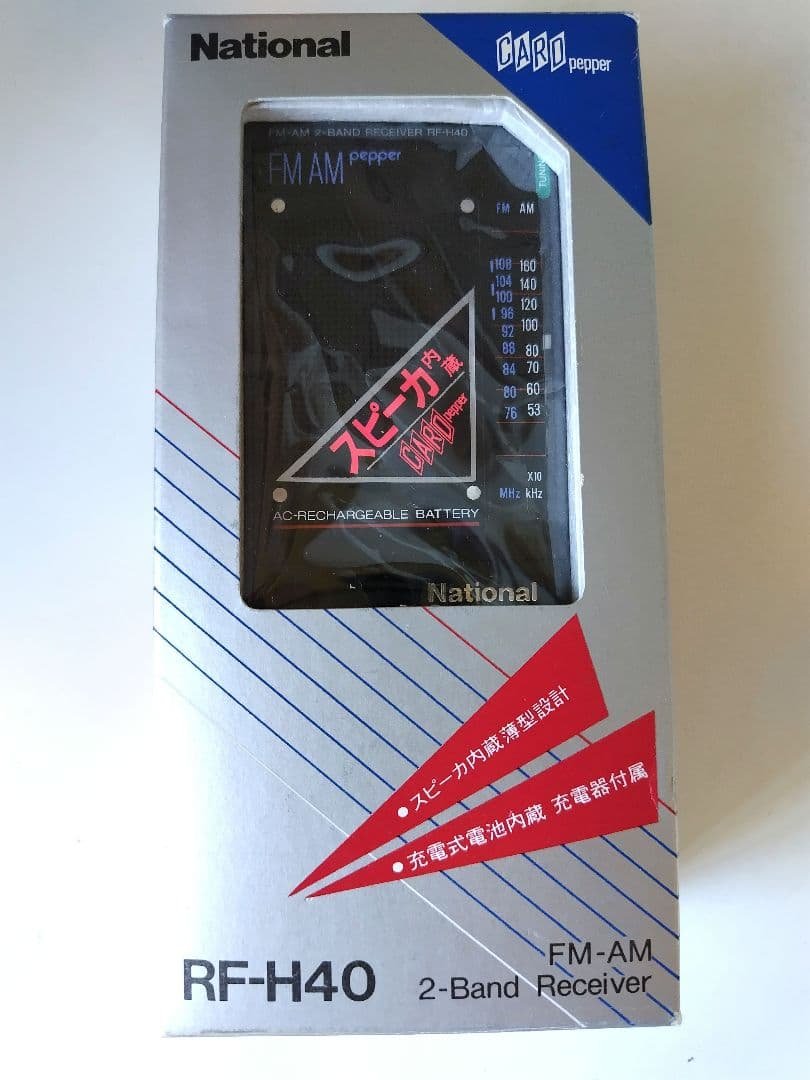 National
CARD pepper
FM-AM 2-BAND RECEIVER RF-H40
FM AM pepper
TUNING
FM AM
108 160
104 140
100 120
96 100
92
88 80
84 70
80 60
76 53
X10
MHz kHz
スピーカ内蔵
CARD pepper
AC-RECHARGEABLE BATTERY
National
●スピーカ内蔵薄型設計
●充電式電池内蔵 充電器付属
RF-H40
FM-AM
2-Band Receiver